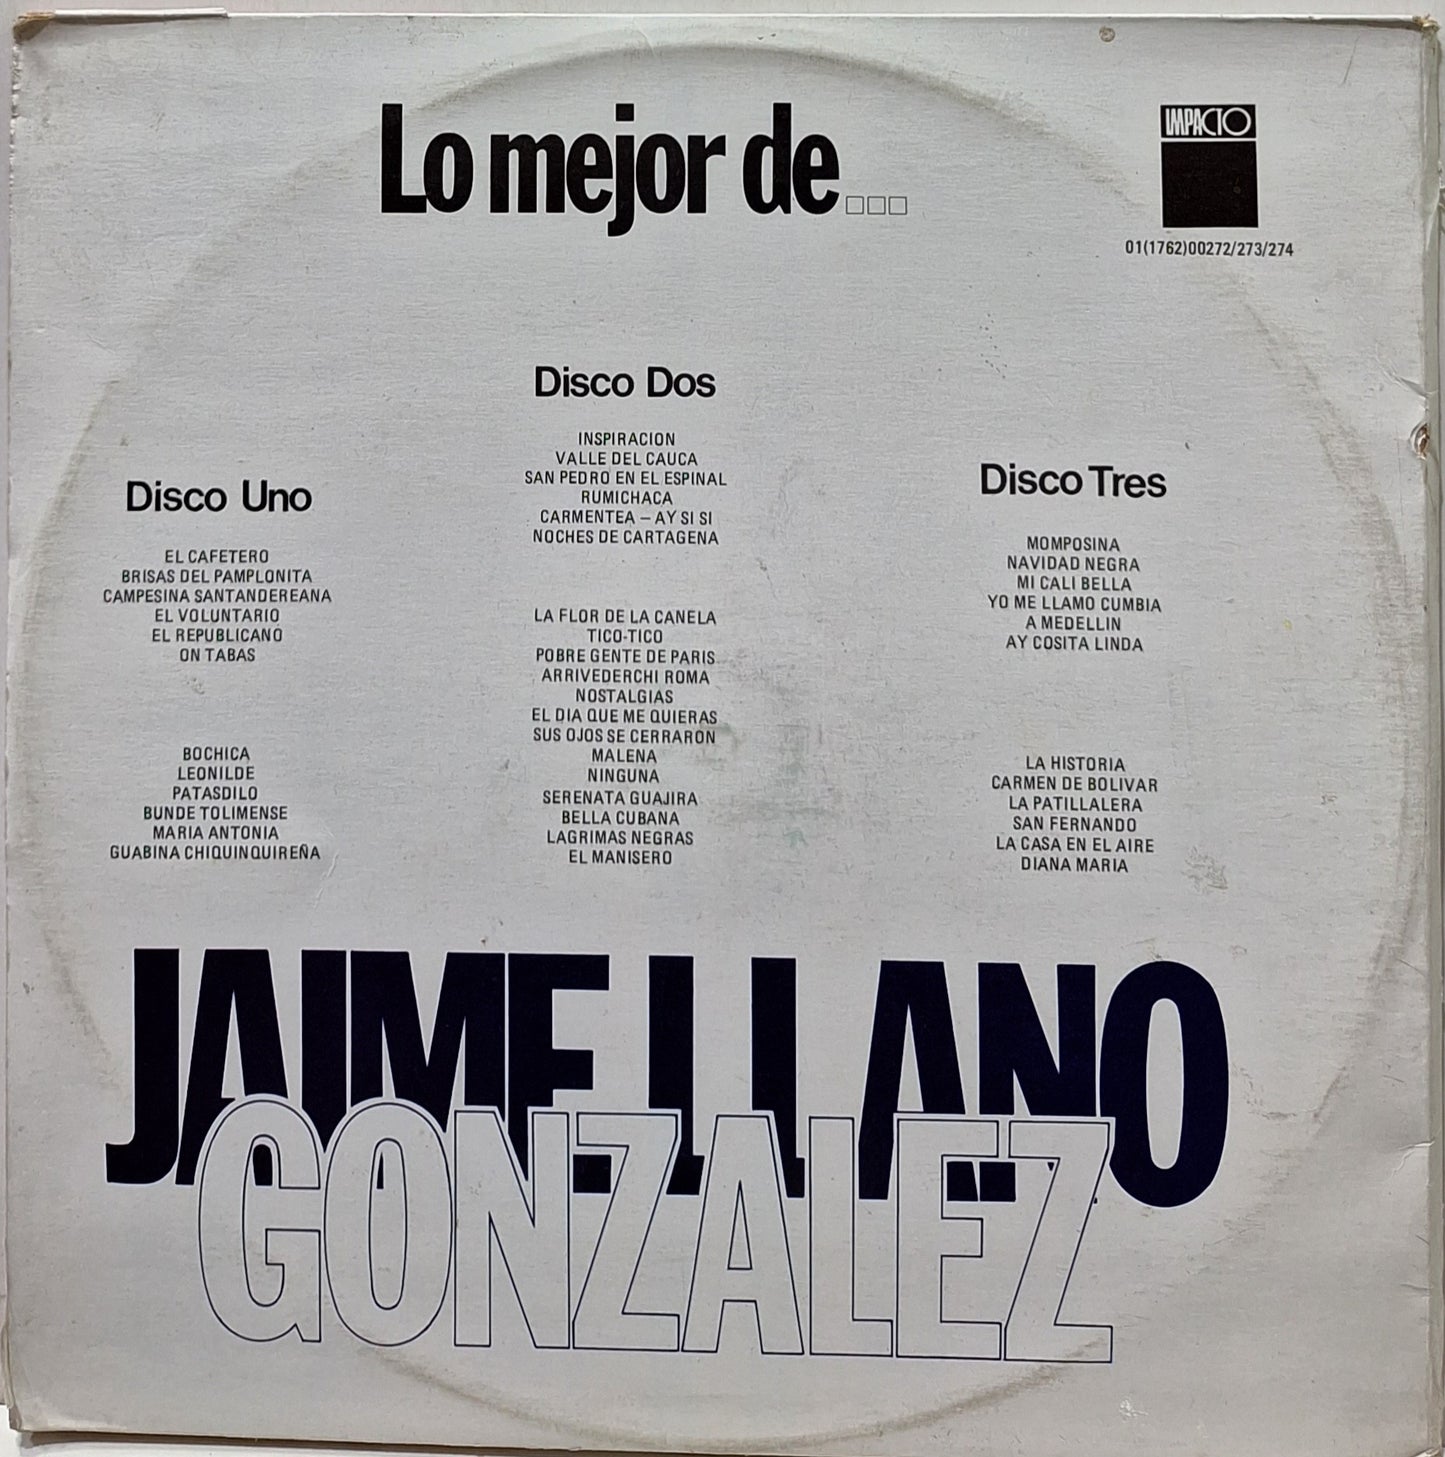 Lo mejor de...
IMPACTO
01(1762)00272/273/274
Disco Uno
EL CAFETERO
BRISAS DEL PAMPLONITA
CAMPESINA SANTANDEREANA
EL VOLUNTARIO
EL REPUBLICANO
ON TABAS
BOCHICA
LEONILDE
PATASDILO
BUNDE TOLIMENSE
MARIA ANTONIA
GUABINA CHIQUINQUIREÑA
Disco Dos
INSPIRACION
VALLE DEL CAUCA
SAN PEDRO EN EL ESPINAL
RUMICHACA
CARMENTEA – AY SI SI
NOCHES DE CARTAGENA
LA FLOR DE LA CANELA
TICO-TICO
POBRE GENTE DE PARIS
ARRIVEDERCHI ROMA
NOSTALGIAS
EL DIA QUE ME QUIERAS
SUS OJOS SE CERRARON
MALENA
NINGUNA
SERENATA GUAJIRA
BELLA CUBANA
LAGRIMAS NEGRAS
EL MANISERO
Disco Tres
MOMPOSINA
NAVIDAD NEGRA
MI CALI BELLA
YO ME LLAMO CUMBIA
A MEDELLIN
AY COSITA LINDA
LA HISTORIA
CARMEN DE BOLIVAR
LA PATILLALERA
SAN FERNANDO
LA CASA EN EL AIRE
DIANA MARIA
JAIME LLANO
GONZALEZ